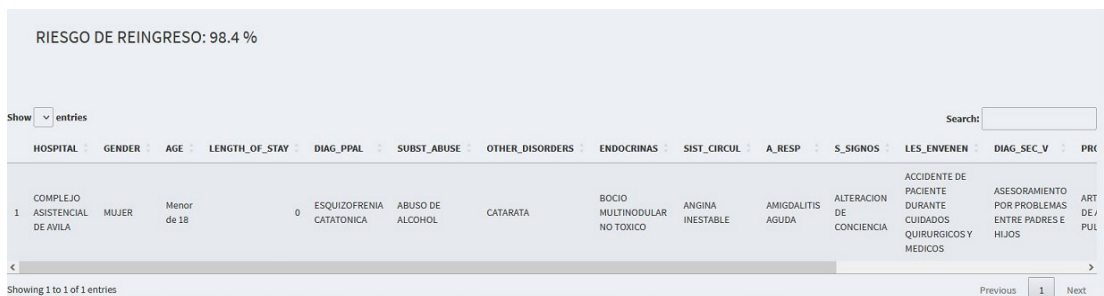 RIESGO DE REINGRESO: 98.4 %
Show entries
Search:
HOSPITAL GENDER AGE LENGTH_OF_STAY DIAG_PPAL SUBST_ABUSE OTHER_DISORDERS ENDOCRINAS SIST_CIRCUL A_RESP S_SIGNOS LES_ENVENEN DIAG_SEC_V
1
COMPLEJO
ASISTENCIAL
DE AVILA
MUJER
Menor
de 18
0
ESQUIZOFRENIA
CATATONICA
ABUSO DE
ALCOHOL
CATARATA
BOCIO
MULTINODULAR
NO TOXICO
ANGINA
INESTABLE
AMIGDALITIS
AGUDA
ALTERACION
DE
CONCIENCIA
ACCIDENTE DE
PACIENTE
DURANTE
CUIDADOS
QUIRURGICOS Y
MEDICOS
ASESORAMIENTO
POR PROBLEMAS
ENTRE PADRES E
HIJOS
Showing 1 to 1 of 1 entries
Previous 1 Next